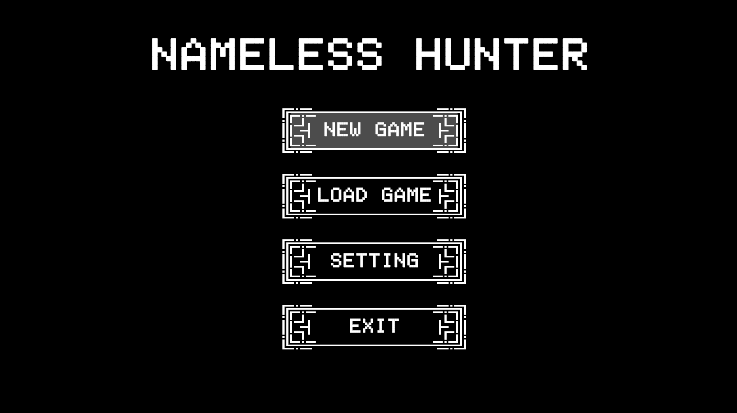 NAMELESS HUNTER
NEW GAME
LOAD GAME
SETTING
EXIT